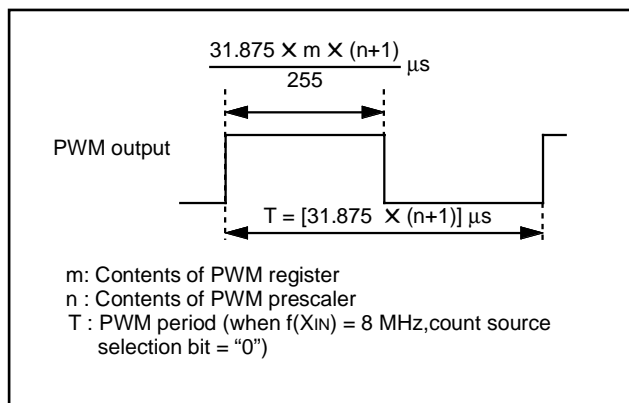 31.875 × m × (n+1)
255
μs
PWM output
T = [31.875 × (n+1)] μs
m: Contents of PWM register
n : Contents of PWM prescaler
T : PWM period (when f(XIN) = 8 MHz,count source
selection bit = “0”)